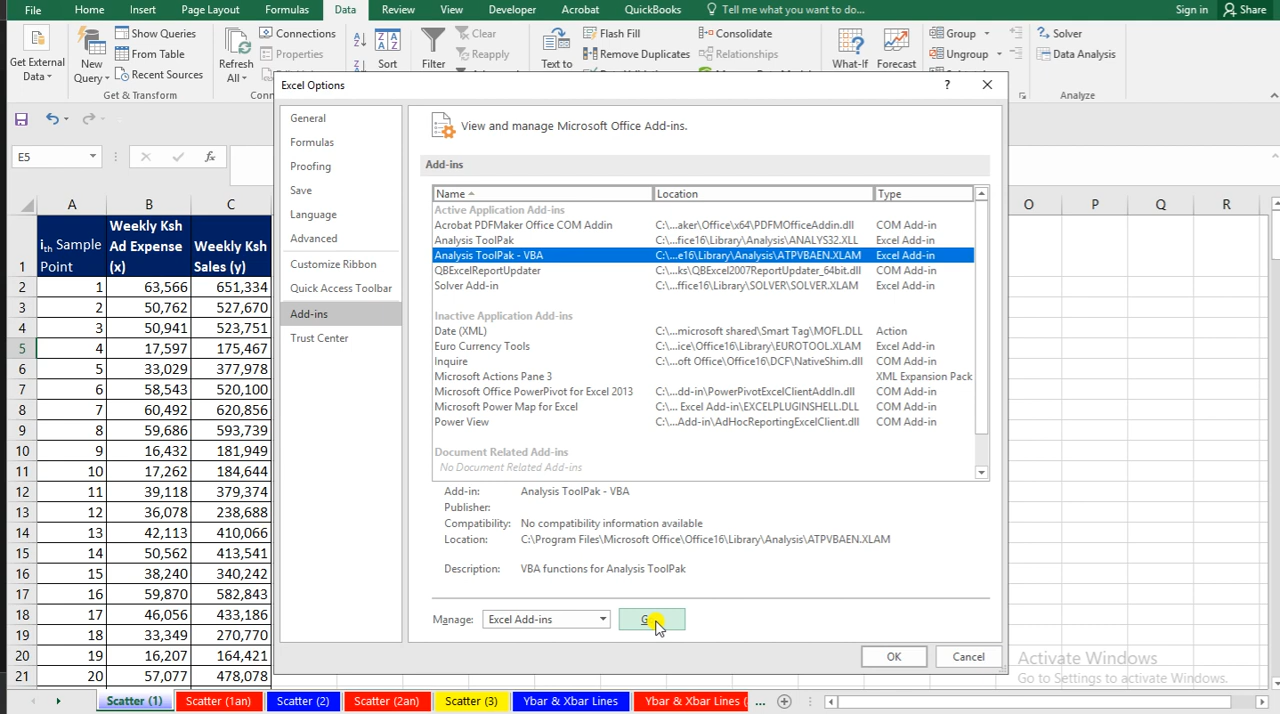 File Home Insert Page Layout Formulas Data Review View Developer Acrobat QuickBooks Tell me what you want to do... Sign in Share
Get External Data
New Query
Show Queries
From Table
Recent Sources
Get & Transform
Refresh All
Connections
Properties
Sort
Filter
Clear
Reapply
Text to
Flash Fill
Remove Duplicates
Consolidate
Relationships
What-If
Forecast
Group
Ungroup
Solver
Data Analysis
Analyze
E5
fx
Excel Options
?
General
Formulas
Proofing
Save
Language
Advanced
Customize Ribbon
Quick Access Toolbar
Add-ins
Trust Center
View and manage Microsoft Office Add-ins.
Add-ins
Name Location Type
Active Application Add-ins
Acrobat PDFMaker Office COM Addin C:\...aker\Office\x64\PDFMOfficeAddin.dll COM Add-in
Analysis ToolPak C:\...fice16\Library\Analysis\ANALYS32.XLL Excel Add-in
Analysis ToolPak - VBA C:\...e16\Library\Analysis\ATPVBAEN.XLAM Excel Add-in
QBExcelReportUpdater C:\...ks\QBExcel2007ReportUpdater_64bit.dll COM Add-in
Solver Add-in C:\...ffice16\Library\SOLVER\SOLVER.XLAM Excel Add-in
Inactive Application Add-ins
Date (XML) C:\...microsoft shared\Smart Tag\MOFL.DLL Action
Euro Currency Tools C:\...ice\Office16\Library\EUROTOOL.XLAM Excel Add-in
Inquire C:\...oft Office\Office16\DCF\NativeShim.dll COM Add-in
Microsoft Actions Pane 3 XML Expansion Pack
Microsoft Office PowerPivot for Excel 2013 C:\...dd-in\PowerPivotExcelClientAddIn.dll COM Add-in
Microsoft Power Map for Excel C:\... Excel Add-in\EXCELPLUGINSHELL.DLL COM Add-in
Power View C:\...Add-in\AdHocReportingExcelClient.dll COM Add-in
Document Related Add-ins
No Document Related Add-ins
Add-in: Analysis ToolPak - VBA
Publisher:
Compatibility: No compatibility information available
Location: C:\Program Files\Microsoft Office\Office16\Library\Analysis\ATPVBAEN.XLAM
Description: VBA functions for Analysis ToolPak
Manage: Excel Add-ins
OK Cancel
A B C O P Q R
1 ith Sample Point Weekly Ksh Ad Expense (x) Weekly Ksh Sales (y)
2 1 63,566 651,334
3 2 50,762 527,670
4 3 50,941 523,751
5 4 17,597 175,467
6 5 33,029 377,978
7 6 58,543 520,100
8 7 60,492 620,856
9 8 59,686 593,739
10 9 16,432 181,949
11 10 17,262 184,644
12 11 39,118 379,374
13 12 36,078 238,688
14 13 42,113 410,066
15 14 50,562 413,541
16 15 38,240 340,242
17 16 59,870 582,843
18 17 46,056 433,186
19 18 33,349 270,770
20 19 16,207 164,421
21 20 57,077 478,078
Activate Windows
Go to Settings to activate Windows.
Scatter (1) Scatter (1an) Scatter (2) Scatter (2an) Scatter (3) Ybar & Xbar Lines Ybar & Xbar Lines ( ...